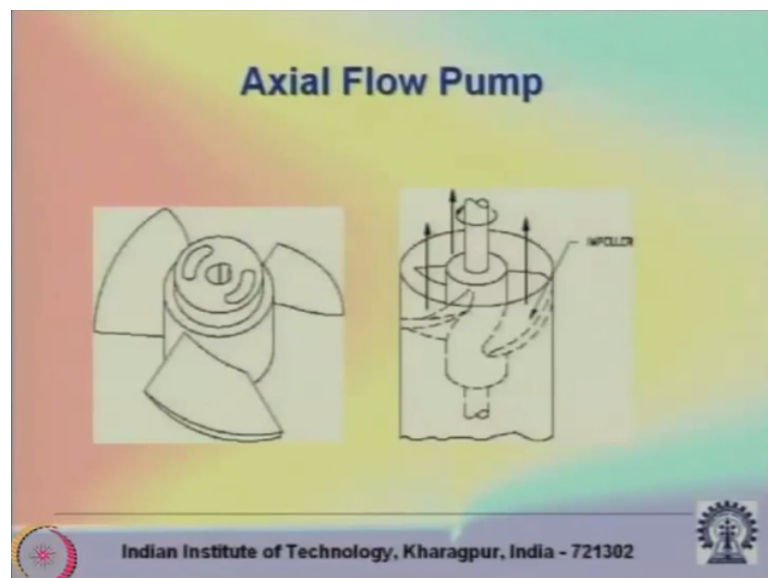 Axial Flow Pump
IMPELLER
Indian Institute of Technology, Kharagpur, India - 721302